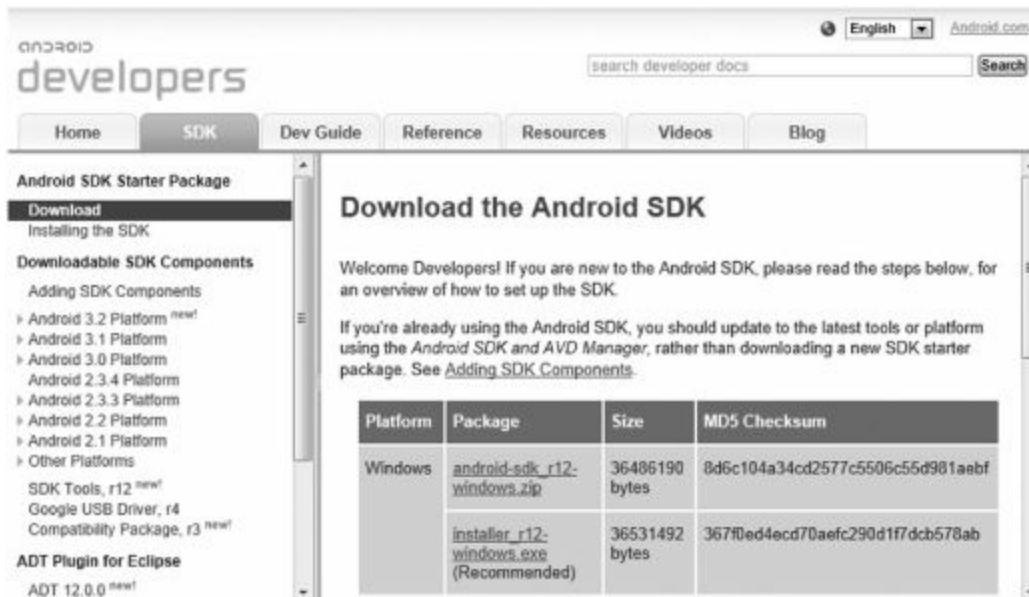 English
Android.com
android
developers
search developer docs
Search
Home
SDK
Dev Guide
Reference
Resources
Videos
Blog
Android SDK Starter Package
Download
Installing the SDK
Downloadable SDK Components
Adding SDK Components
Android 3.2 Platform new!
Android 3.1 Platform
Android 3.0 Platform
Android 2.3.4 Platform
Android 2.3.3 Platform
Android 2.2 Platform
Android 2.1 Platform
Other Platforms
SDK Tools, r12 new!
Google USB Driver, r4
Compatibility Package, r3 new!
ADT Plugin for Eclipse
ADT 12.0.0 new!
Download the Android SDK
Welcome Developers! If you are new to the Android SDK, please read the steps below, for
an overview of how to set up the SDK.
If you're already using the Android SDK, you should update to the latest tools or platform
using the Android SDK and AVD Manager, rather than downloading a new SDK starter
package. See Adding SDK Components.
Platform Package Size MD5 Checksum
Windows android-sdk_r12- 36486190 8d6c104a34cd2577c5506c55d981aebf
windows.zip bytes
installer_r12- 36531492 367f0ed4ecd70aefc290d1f7dcb578ab
windows.exe bytes
(Recommended)